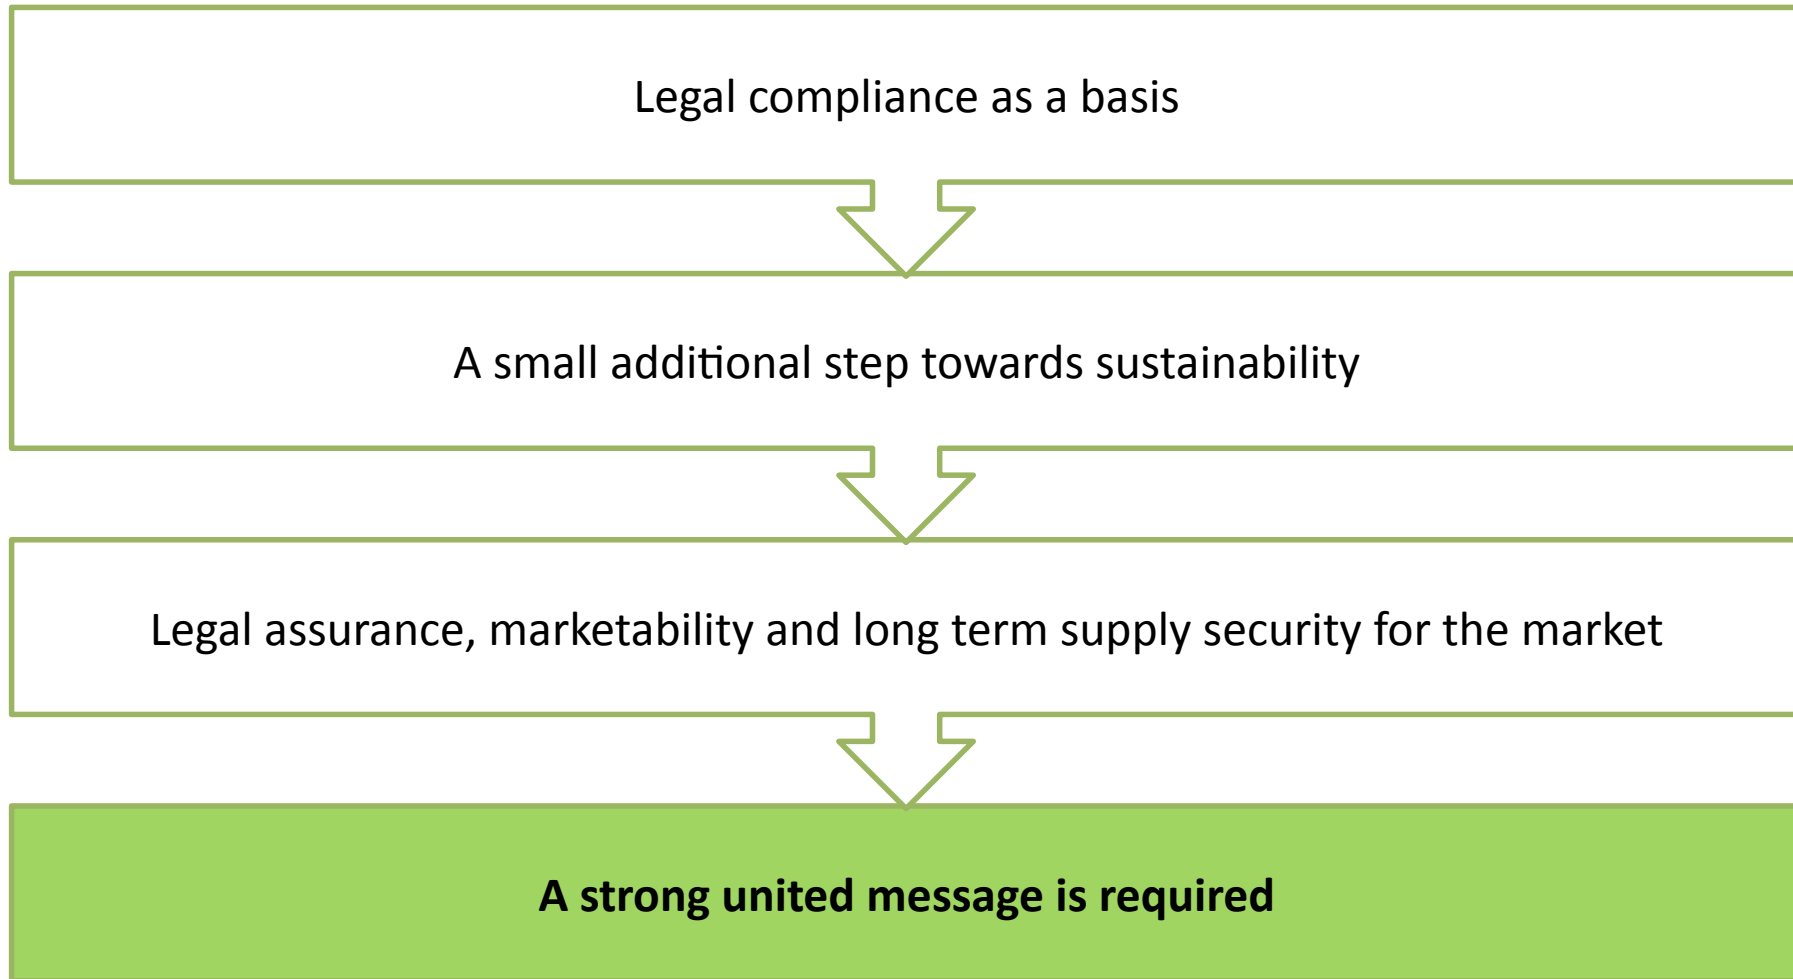 Legal compliance as a basis
A small additional step towards sustainability
Legal assurance, marketability and long term supply security for the market
A strong united message is required